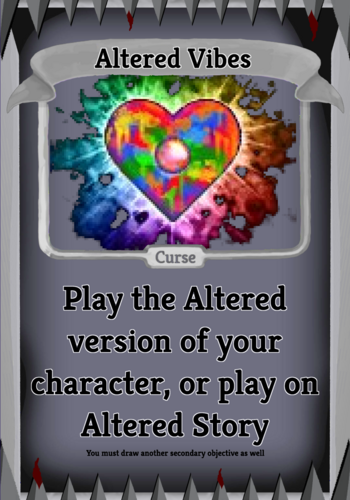 Altered Vibes
Curse
Play the Altered
version of your
character, or play on
Altered Story
You must draw another secondary objective as well